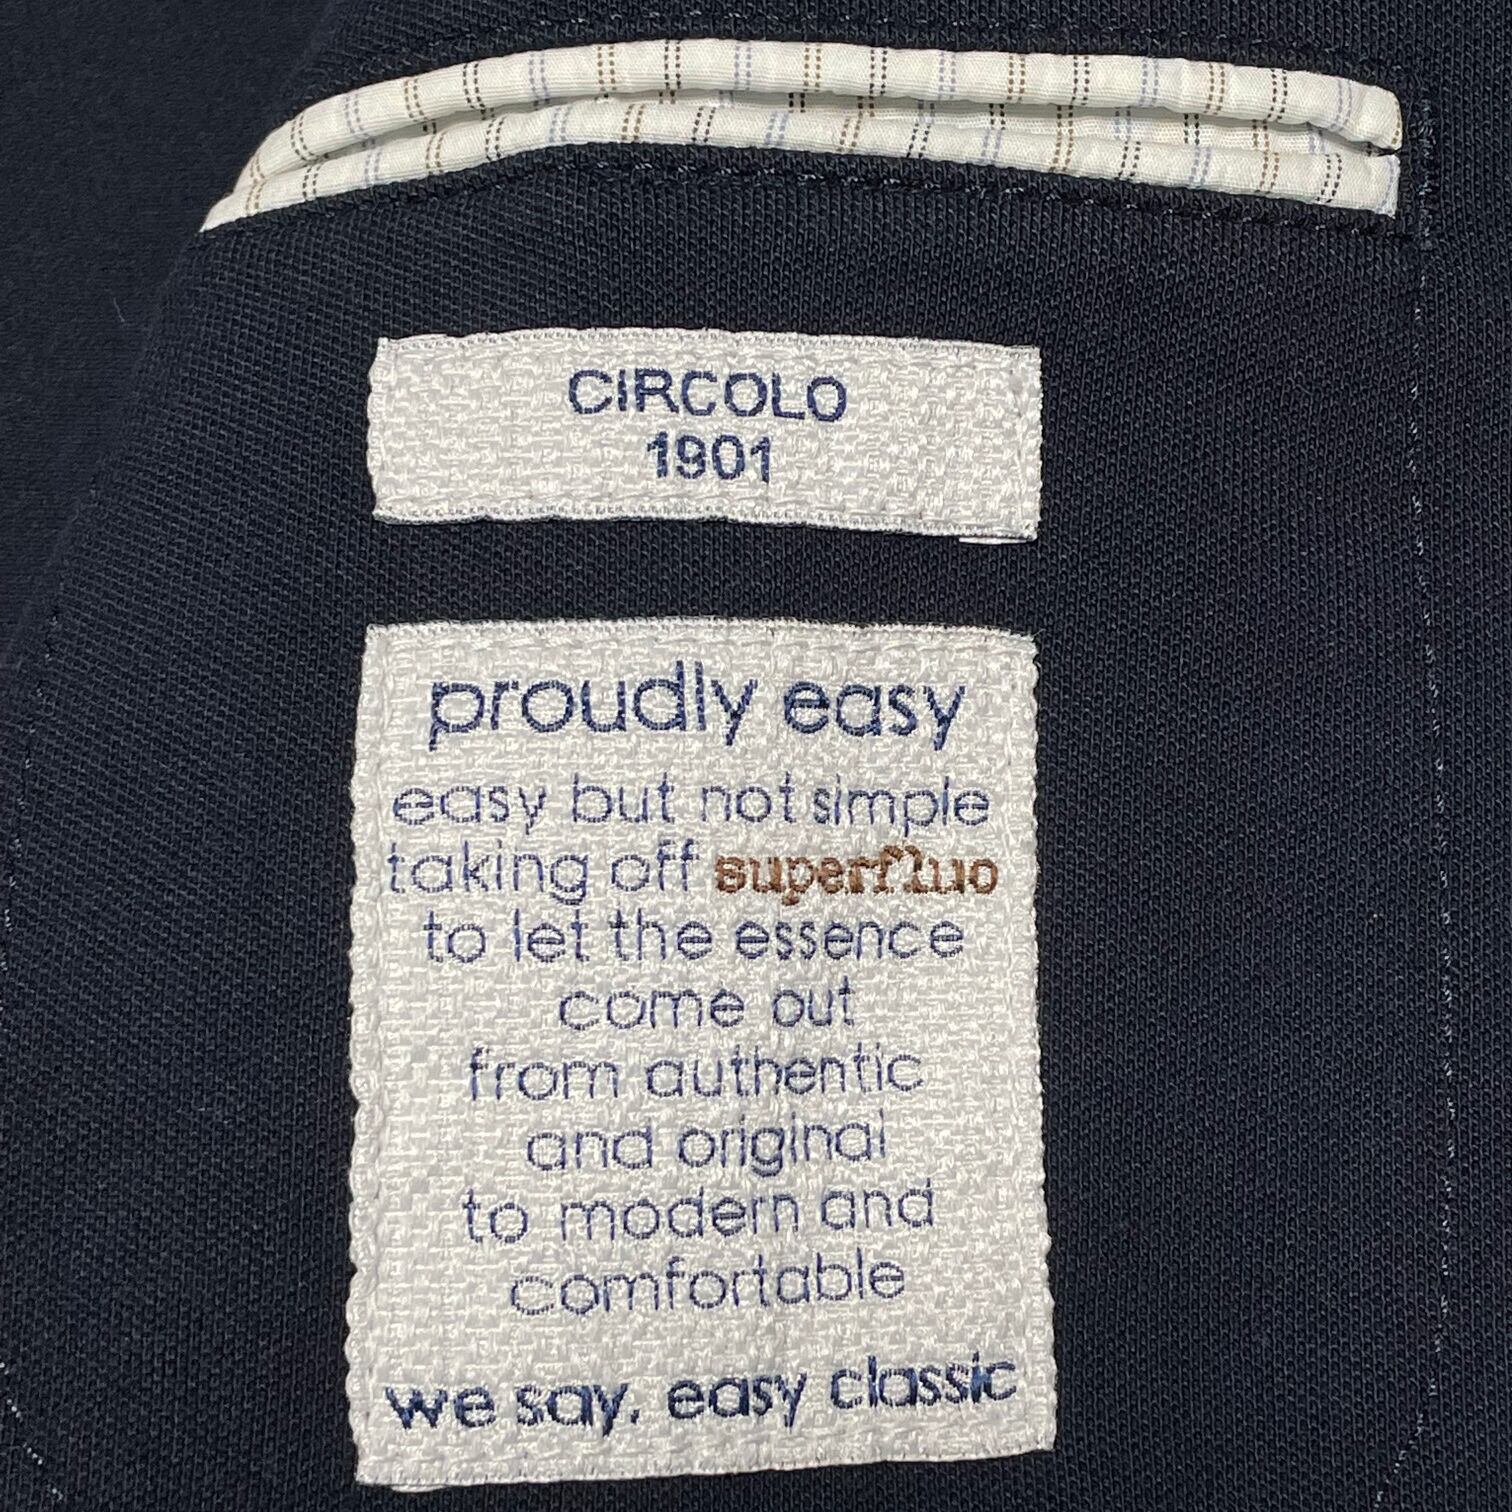 CIRCOLO
1901
proudly easy
easy but not simple
taking off superfluo
to let the essence
come out
from authentic
and original
to modern and
comfortable
we say, easy classic